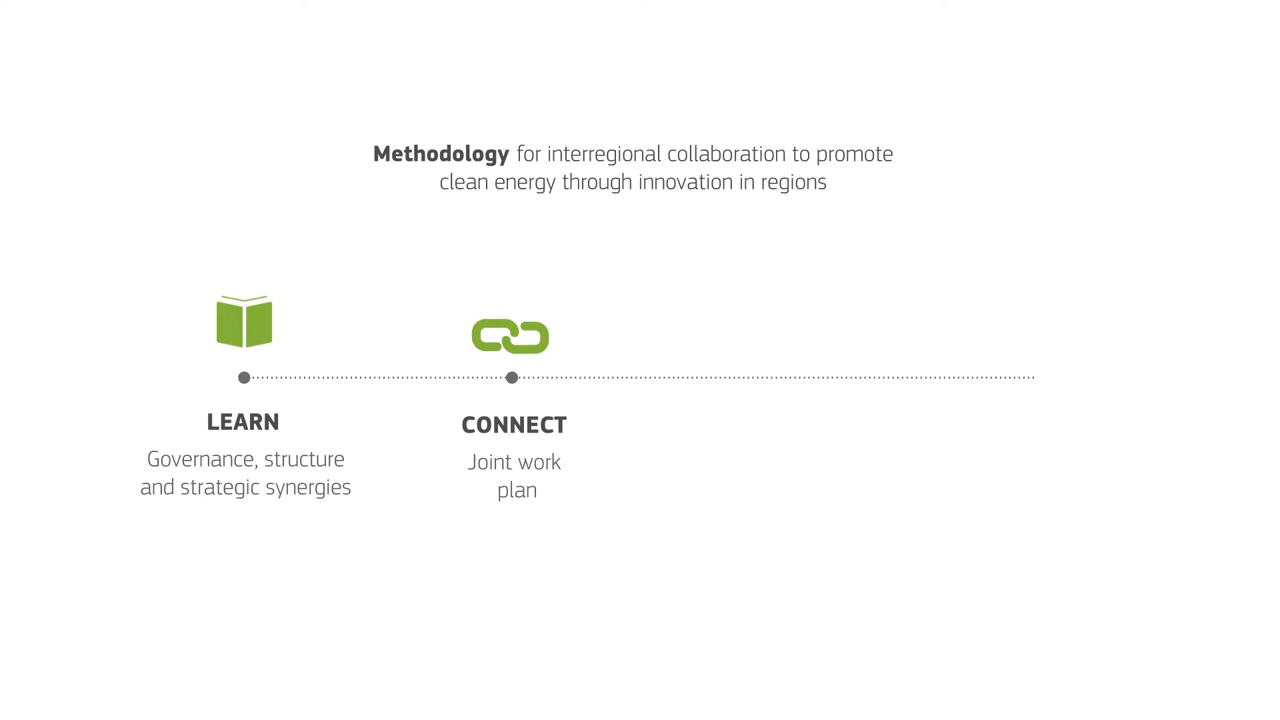 Methodology for interregional collaboration to promote
clean energy through innovation in regions
LEARN
Governance, structure
and strategic synergies
CONNECT
Joint work
plan